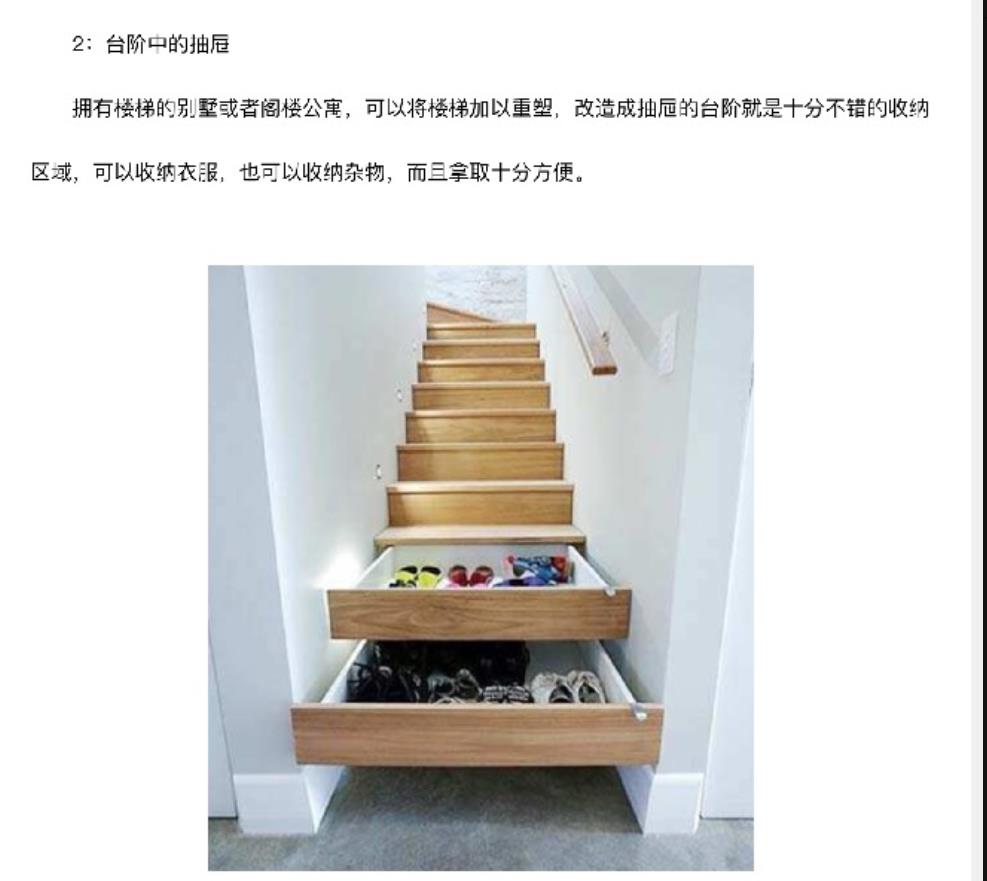 2：台阶中的抽屉
拥有楼梯的别墅或者阁楼公寓，可以将楼梯加以重塑，改造成抽屉的台阶就是十分不错的收纳
区域，可以收纳衣服，也可以收纳杂物，而且拿取十分方便。